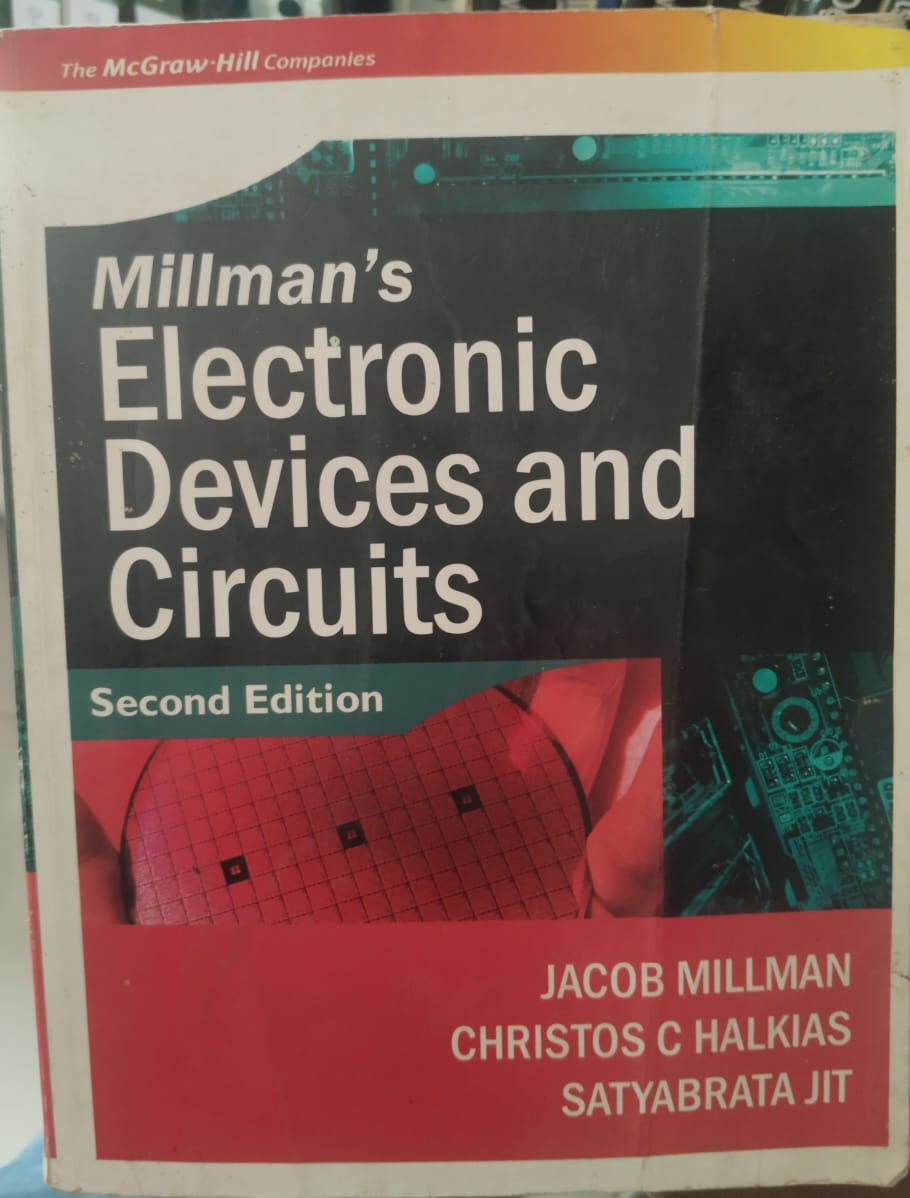 The McGraw·Hill Companies
Millman's
Electronic
Devices and
Circuits
Second Edition
JACOB MILLMAN
CHRISTOS C HALKIAS
SATYABRATA JIT